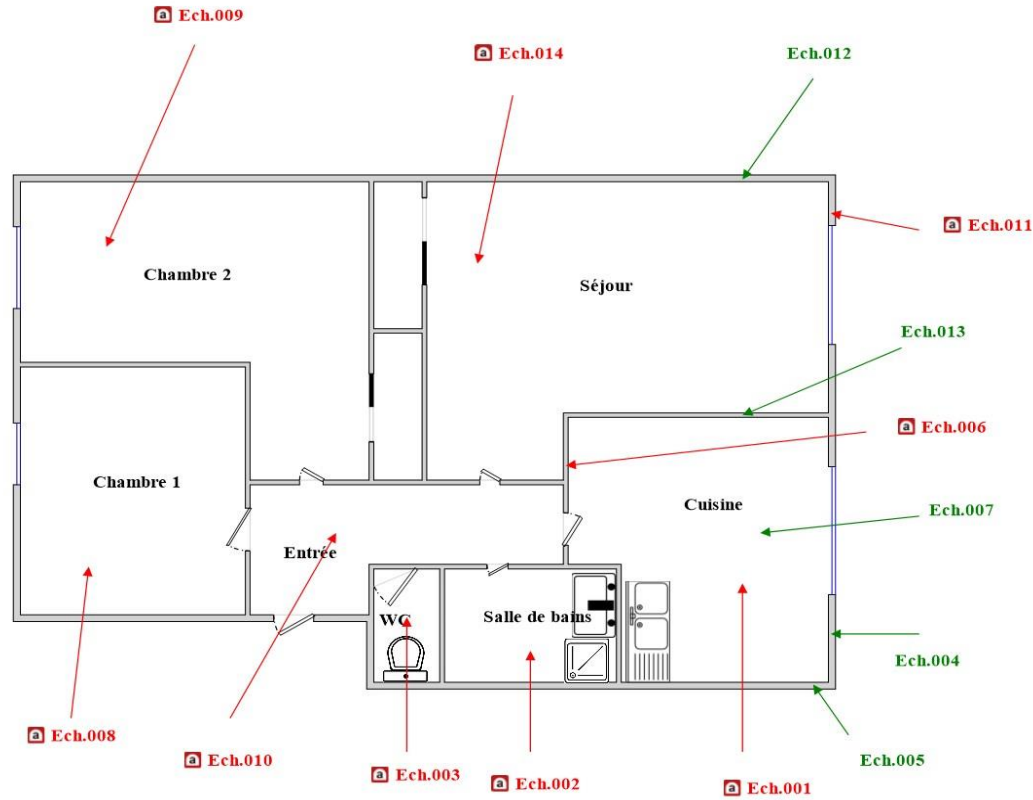 a Ech.009
a Ech.014
Ech.012
a Ech.011
Chambre 2
Séjour
Ech.013
a Ech.006
Chambre 1
Cuisine
Ech.007
Entrée
WC
Salle de bains
Ech.004
a Ech.008
a Ech.010
a Ech.003
a Ech.002
a Ech.001
Ech.005